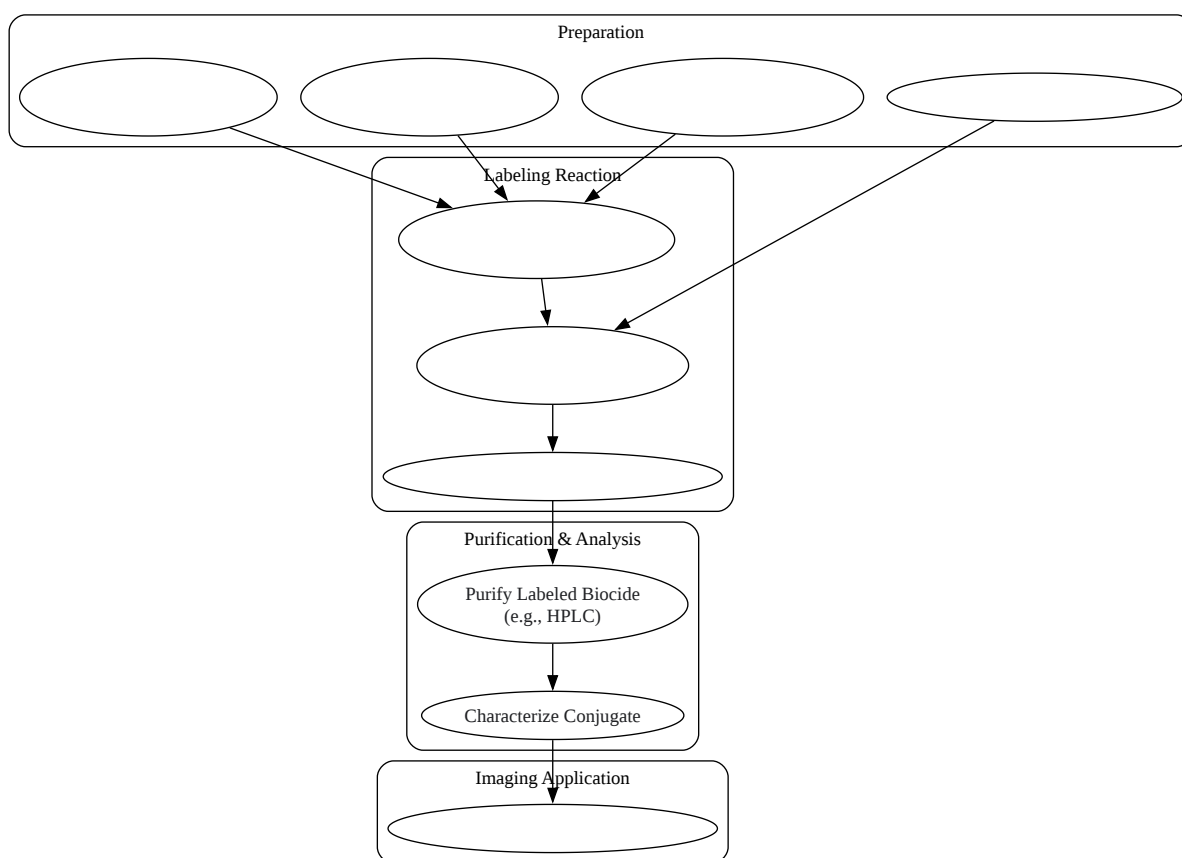 Preparation
Labeling Reaction
Purification & Analysis
Purify Labeled Biocide
(e.g., HPLC)
Characterize Conjugate
Imaging Application